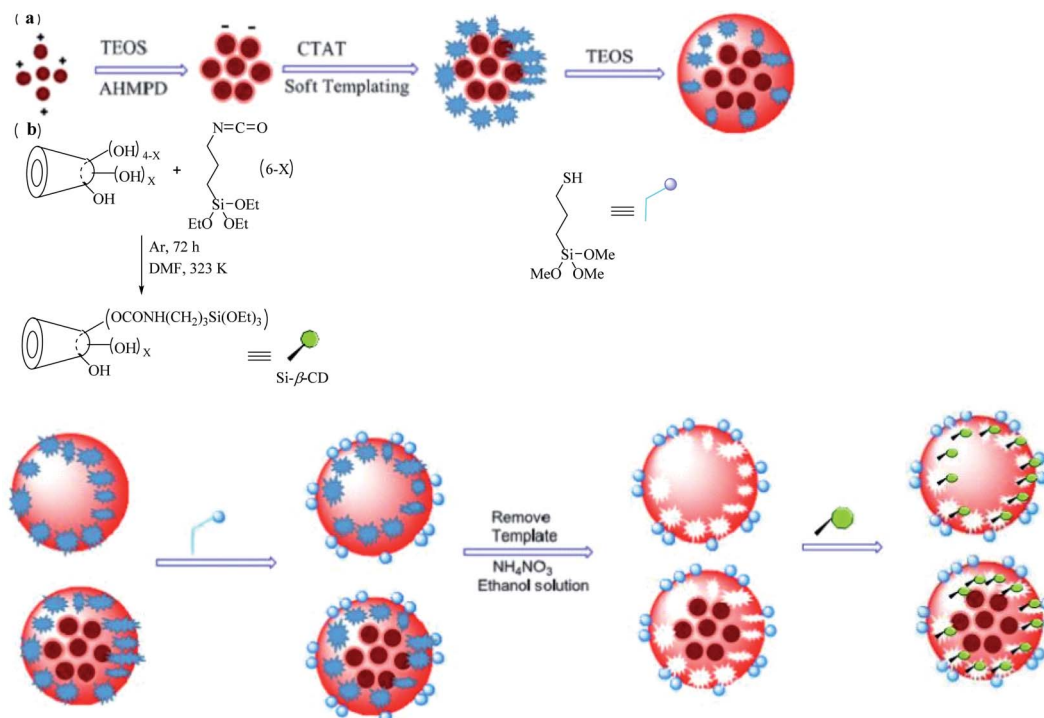 (a)
+ + + + +
TEOS
AHMPD
- -
CTAT
Soft Templating
TEOS
(b)
(OH)4-X
(OH)X
OH
+
N=C=O
(6-X)
Si-OEt
EtO OEt
Ar, 72 h
DMF, 323 K
SH
Si-OMe
MeO OMe
(OCONH(CH2)3Si(OEt)3)
(OH)X
OH
Si-β-CD
Remove
Template
NH4NO3
Ethanol solution